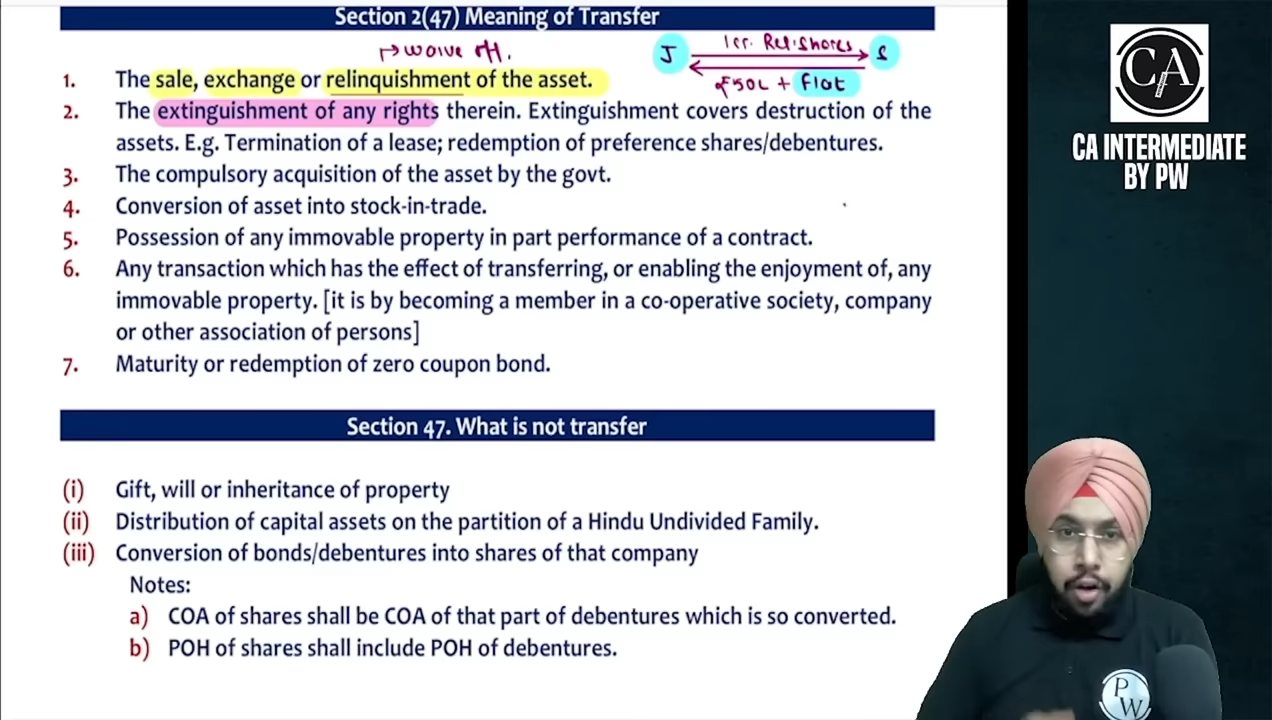 Section 2(47) Meaning of Transfer
→ waive off.
J 1cr. Rel. shares S
₹50L + Flat
1. The sale, exchange or relinquishment of the asset.
2. The extinguishment of any rights therein. Extinguishment covers destruction of the
assets. E.g. Termination of a lease; redemption of preference shares/debentures.
3. The compulsory acquisition of the asset by the govt.
4. Conversion of asset into stock-in-trade.
5. Possession of any immovable property in part performance of a contract.
6. Any transaction which has the effect of transferring, or enabling the enjoyment of, any
immovable property. [it is by becoming a member in a co-operative society, company
or other association of persons]
7. Maturity or redemption of zero coupon bond.
Section 47. What is not transfer
(i) Gift, will or inheritance of property
(ii) Distribution of capital assets on the partition of a Hindu Undivided Family.
(iii) Conversion of bonds/debentures into shares of that company
Notes:
a) COA of shares shall be COA of that part of debentures which is so converted.
b) POH of shares shall include POH of debentures.
CA
CA INTERMEDIATE
BY PW
P
W